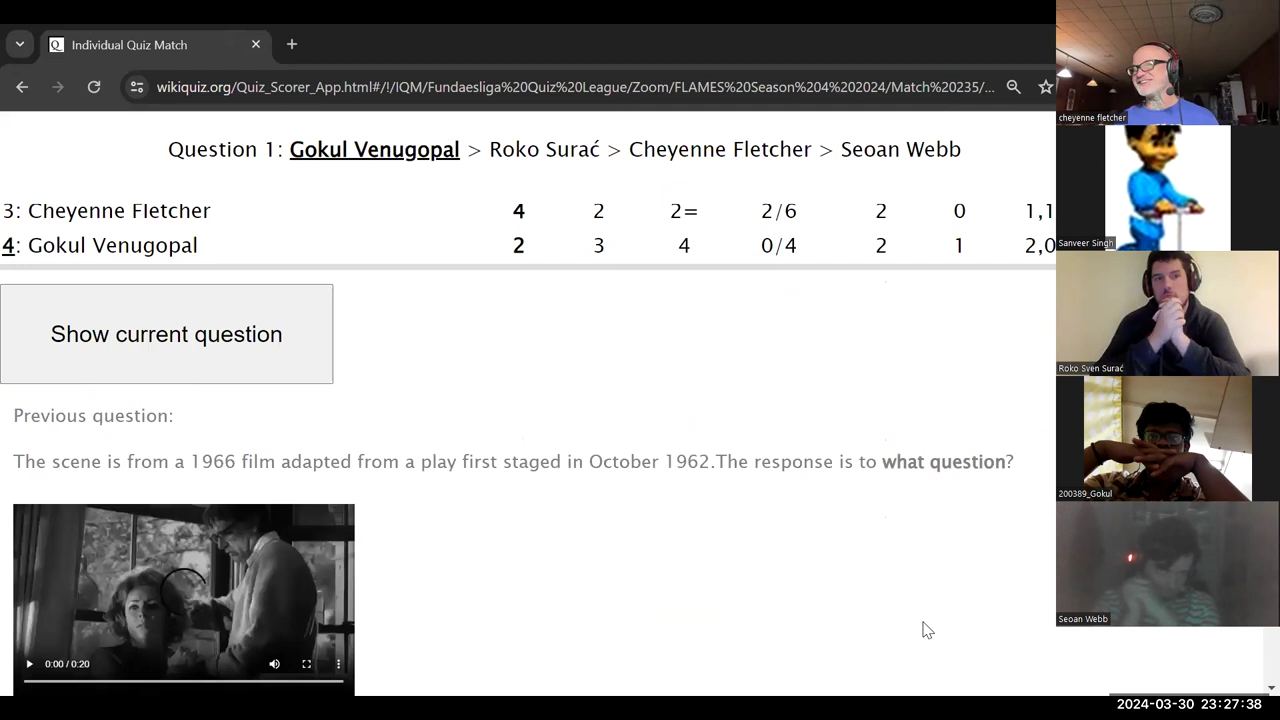 Individual Quiz Match
wikiquiz.org/Quiz_Scorer_App.html#/!/IQM/Fundaesliga%20Quiz%20League/Zoom/FLAMES%20Season%204%202024/Match%20235/...
cheyenne fletcher
Question 1: Gokul Venugopal > Roko Surać > Cheyenne Fletcher > Seoan Webb
3: Cheyenne Fletcher 4 2 2= 2/6 2 0 1,1
4: Gokul Venugopal 2 3 4 0/4 2 1 2,0
Sanveer Singh
Show current question
Roko Sven Surać
Previous question:
The scene is from a 1966 film adapted from a play first staged in October 1962.The response is to what question?
200389_Gokul
Seoan Webb
0:00 / 0:20
2024-03-30 23:27:38